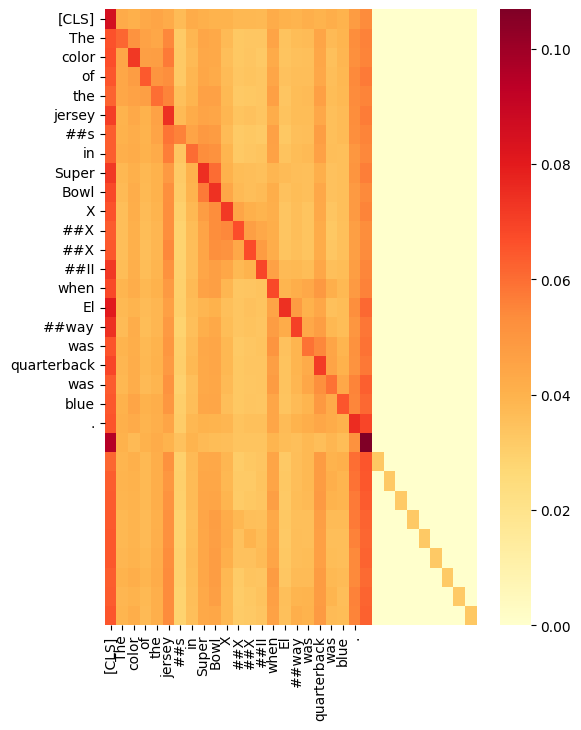 [CLS]
The
color
of
the
jersey
##s
in
Super
Bowl
X
##X
##X
##II
when
El
##way
was
quarterback
was
blue
.
[CLS]
The
color
of
the
jersey
##s
in
Super
Bowl
X
##X
##X
##II
when
El
##way
was
quarterback
was
blue
.
0.10
0.08
0.06
0.04
0.02
0.00